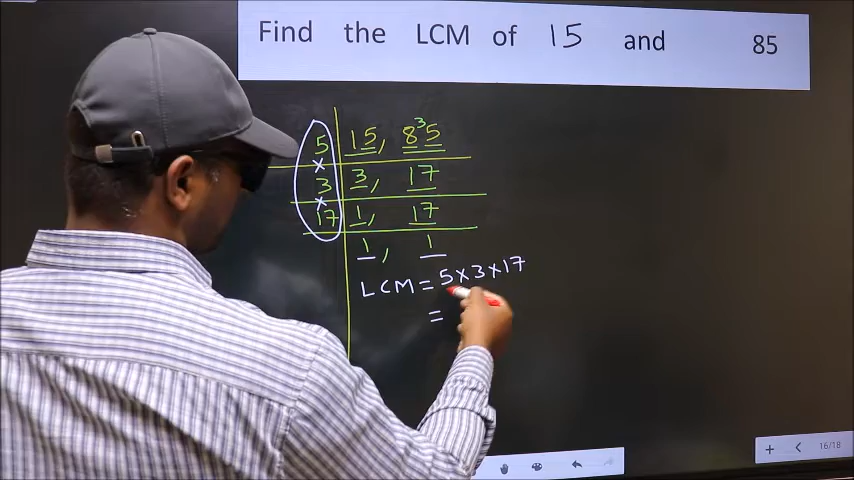 Find the LCM of 15 and 85
5 15, 8³5
×
3 3, 17
×
17 1, 17
1, 1
LCM = 5×3×17
=
+ < 16/18 >